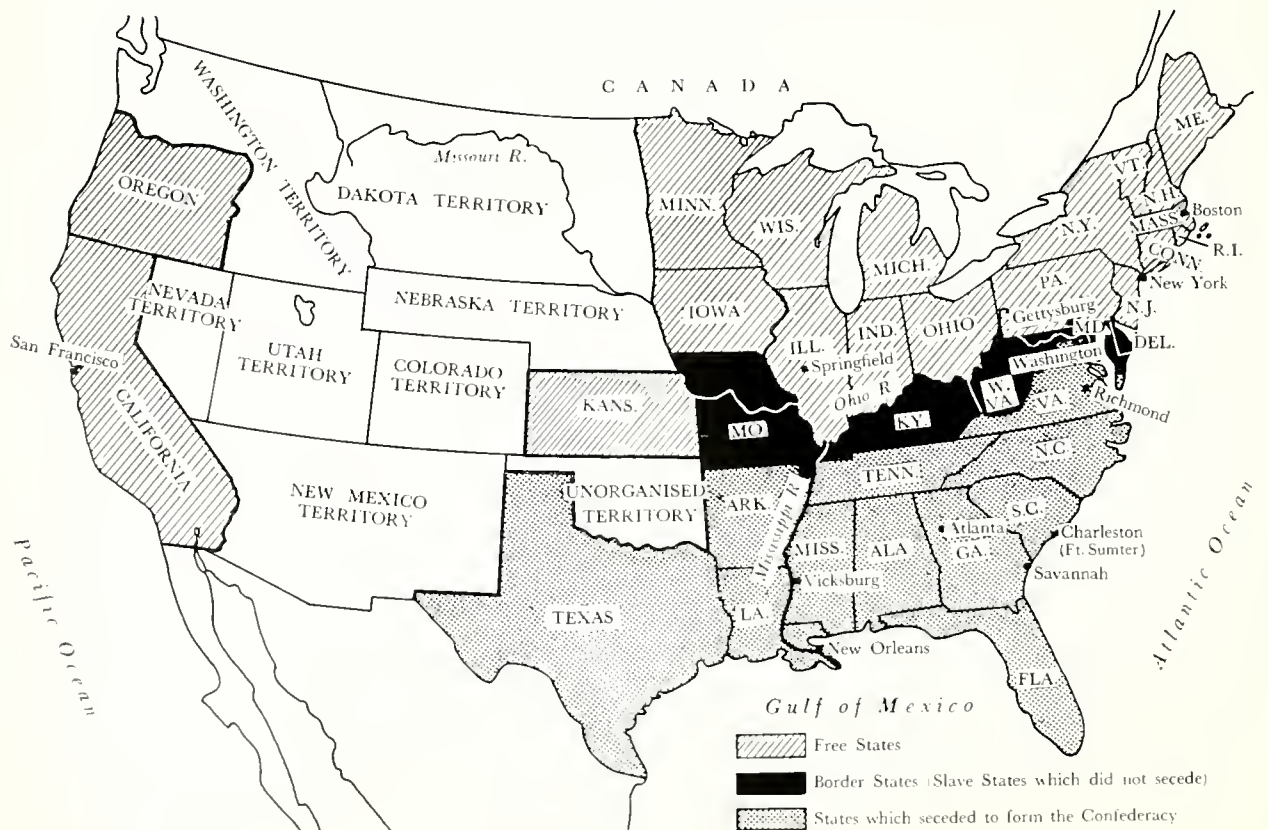 C A N A D A
WASHINGTON TERRITORY
Missouri R.
DAKOTA TERRITORY
OREGON
MINN.
WIS.
MICH.
ME.
VT.
N.H.
MASS.
Boston
R.I.
CONN.
N.Y.
New York
PA.
Gettysburg
N.J.
MD.
DEL.
Washington
NEVADA
TERRITORY
NEBRASKA TERRITORY
IOWA
ILL.
Springfield
IND.
OHIO
Ohio R
San Francisco
CALIFORNIA
UTAH
TERRITORY
COLORADO
TERRITORY
KANS.
MO.
KY.
W.
VA.
VA.
Richmond
NEW MEXICO
TERRITORY
UNORGANISED
TERRITORY
ARK.
Mississippi R.
TENN.
N.C.
S.C.
Atlanta
GA.
Charleston
(Ft. Sumter)
Savannah
MISS.
ALA
Vicksburg
TEXAS
LA.
New Orleans
FLA.
Pacific Ocean
Atlantic Ocean
Gulf of Mexico
Free States
Border States (Slave States which did not secede)
States which seceded to form the Confederacy